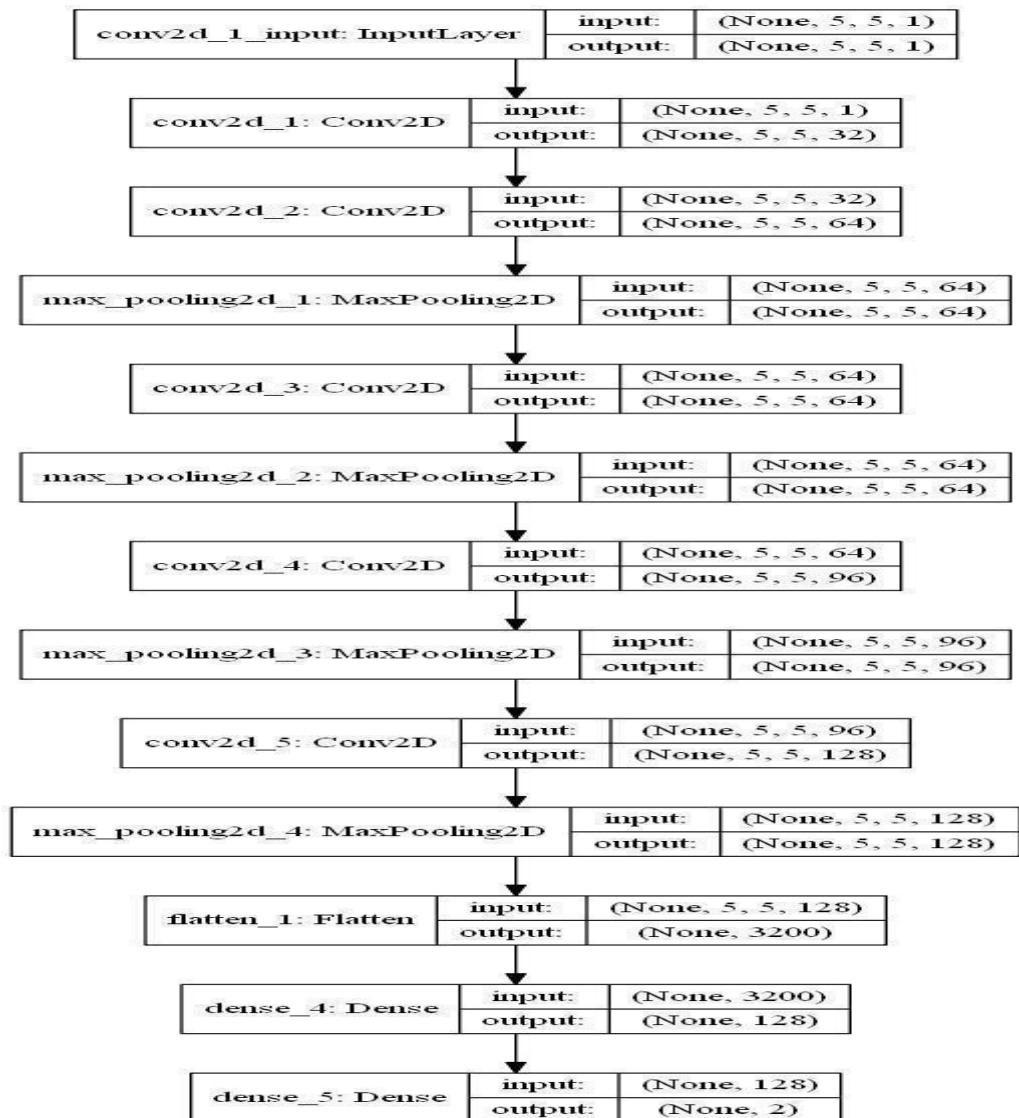 conv2d_1_input: InputLayer input: (None, 5, 5, 1)
output: (None, 5, 5, 1)
conv2d_1: Conv2D input: (None, 5, 5, 1)
output: (None, 5, 5, 32)
conv2d_2: Conv2D input: (None, 5, 5, 32)
output: (None, 5, 5, 64)
max_pooling2d_1: MaxPooling2D input: (None, 5, 5, 64)
output: (None, 5, 5, 64)
conv2d_3: Conv2D input: (None, 5, 5, 64)
output: (None, 5, 5, 64)
max_pooling2d_2: MaxPooling2D input: (None, 5, 5, 64)
output: (None, 5, 5, 64)
conv2d_4: Conv2D input: (None, 5, 5, 64)
output: (None, 5, 5, 96)
max_pooling2d_3: MaxPooling2D input: (None, 5, 5, 96)
output: (None, 5, 5, 96)
conv2d_5: Conv2D input: (None, 5, 5, 96)
output: (None, 5, 5, 128)
max_pooling2d_4: MaxPooling2D input: (None, 5, 5, 128)
output: (None, 5, 5, 128)
flatten_1: Flatten input: (None, 5, 5, 128)
output: (None, 3200)
dense_4: Dense input: (None, 3200)
output: (None, 128)
dense_5: Dense input: (None, 128)
output: (None, 2)